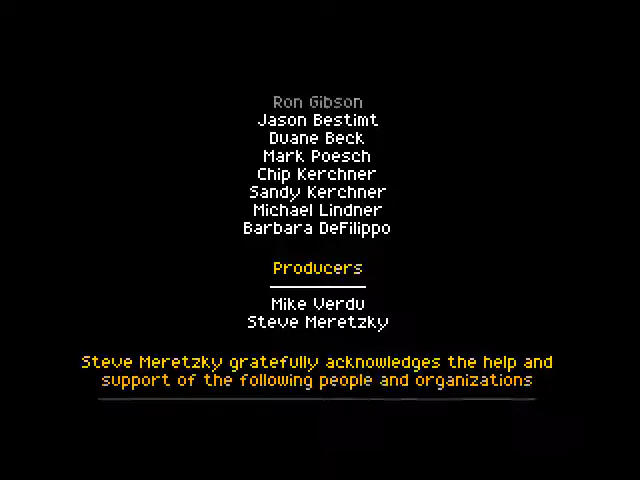 Ron Gibson
Jason Bestimt
Duane Beck
Mark Poesch
Chip Kerchner
Sandy Kerchner
Michael Lindner
Barbara DeFilippo
Producers
Mike Verdu
Steve Meretzky
Steve Meretzky gratefully acknowledges the help and
support of the following people and organizations